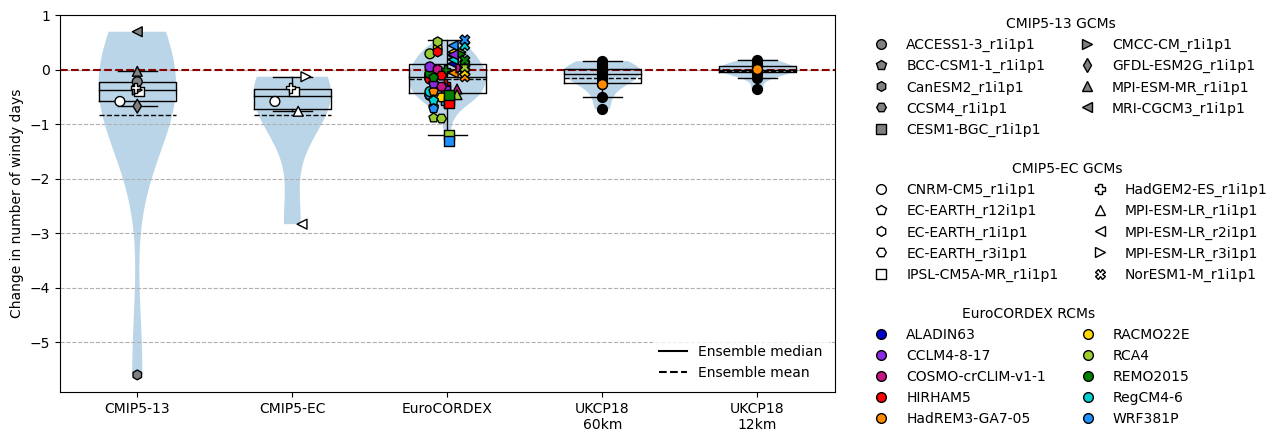 Change in number of windy days
1
0
−1
−2
−3
−4
−5
CMIP5-13
CMIP5-EC
EuroCORDEX
UKCP18
60km
UKCP18
12km
Ensemble median
Ensemble mean
CMIP5-13 GCMs
ACCESS1-3_r1i1p1
BCC-CSM1-1_r1i1p1
CanESM2_r1i1p1
CCSM4_r1i1p1
CESM1-BGC_r1i1p1
CMCC-CM_r1i1p1
GFDL-ESM2G_r1i1p1
MPI-ESM-MR_r1i1p1
MRI-CGCM3_r1i1p1
CMIP5-EC GCMs
CNRM-CM5_r1i1p1
EC-EARTH_r12i1p1
EC-EARTH_r1i1p1
EC-EARTH_r3i1p1
IPSL-CM5A-MR_r1i1p1
HadGEM2-ES_r1i1p1
MPI-ESM-LR_r1i1p1
MPI-ESM-LR_r2i1p1
MPI-ESM-LR_r3i1p1
NorESM1-M_r1i1p1
EuroCORDEX RCMs
ALADIN63
CCLM4-8-17
COSMO-crCLIM-v1-1
HIRHAM5
HadREM3-GA7-05
RACMO22E
RCA4
REMO2015
RegCM4-6
WRF381P